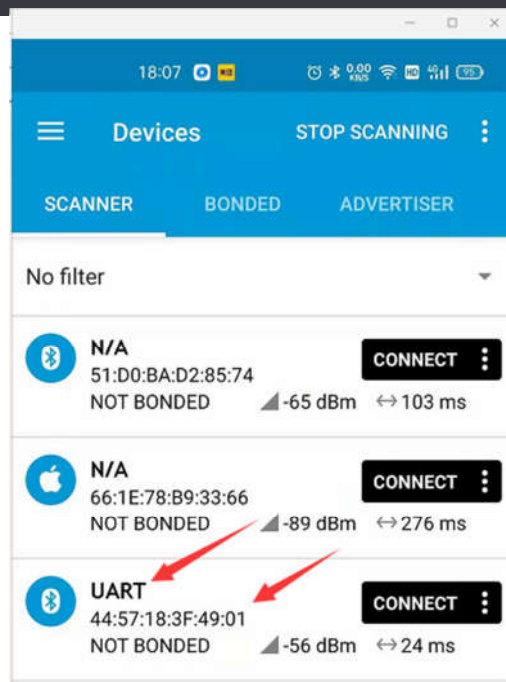 18:07 0.00 KB/S HD 4G 95
Devices STOP SCANNING
SCANNER BONDED ADVERTISER
No filter
N/A
CONNECT
51:D0:BA:D2:85:74
NOT BONDED -65 dBm 103 ms
N/A
CONNECT
66:1E:78:B9:33:66
NOT BONDED -89 dBm 276 ms
UART
CONNECT
44:57:18:3F:49:01
NOT BONDED -56 dBm 24 ms